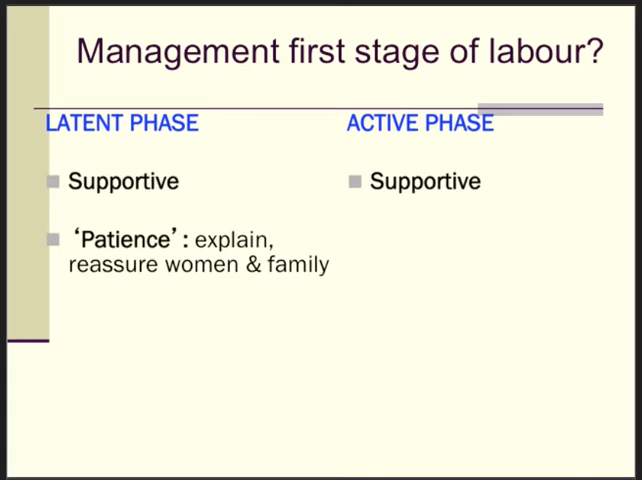 Management first stage of labour?
LATENT PHASE
Supportive
‘Patience’: explain,
reassure women & family
ACTIVE PHASE
Supportive